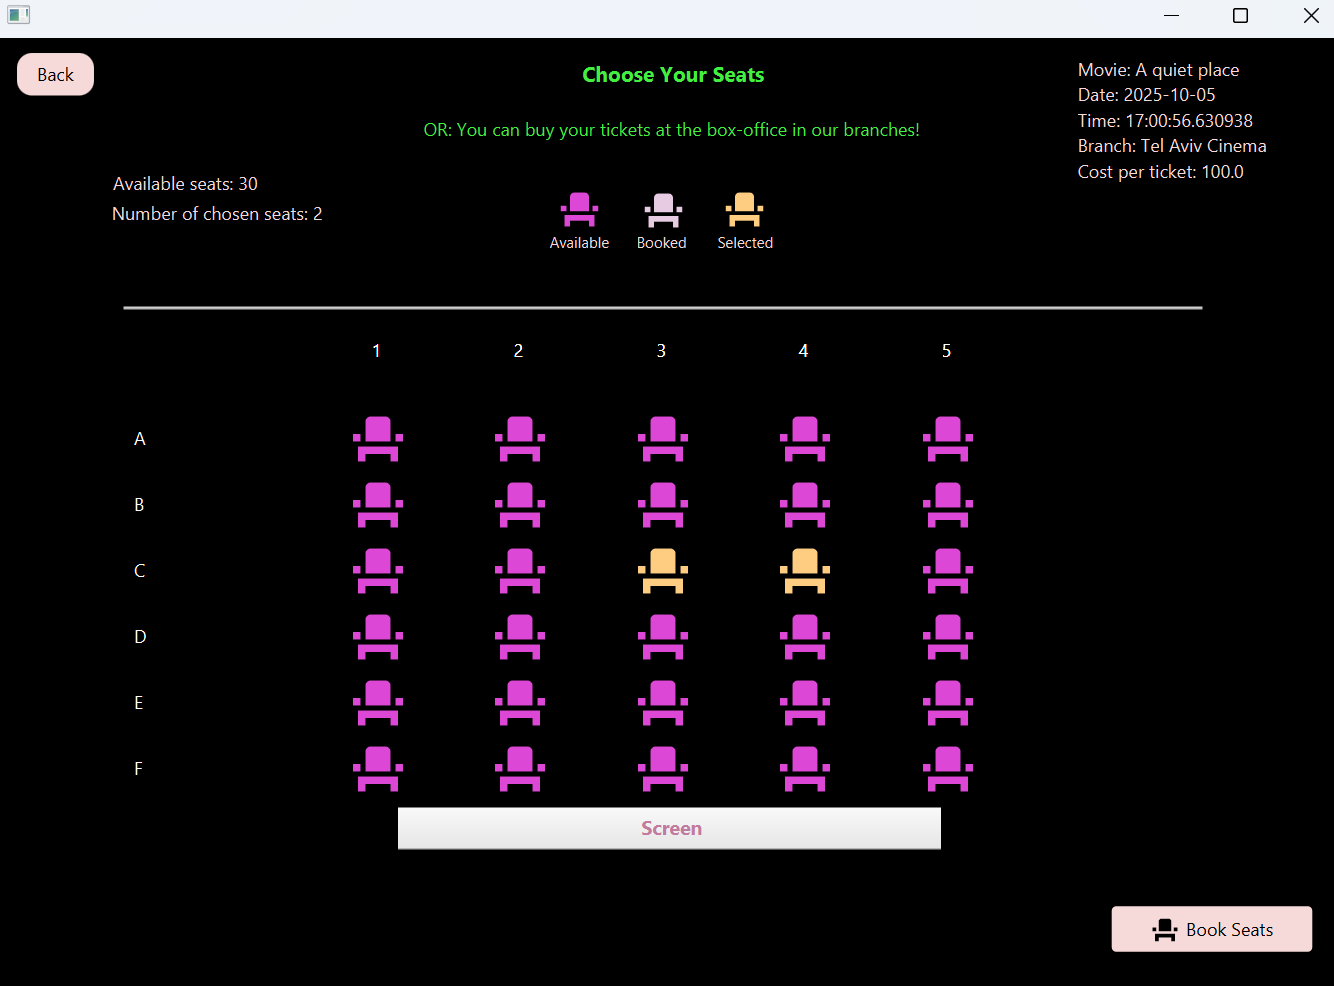 Back
Choose Your Seats
OR: You can buy your tickets at the box-office in our branches!
Movie: A quiet place
Date: 2025-10-05
Time: 17:00:56.630938
Branch: Tel Aviv Cinema
Cost per ticket: 100.0
Available seats: 30
Number of chosen seats: 2
Available Booked Selected
1 2 3 4 5
A
B
C
D
E
F
Screen
Book Seats